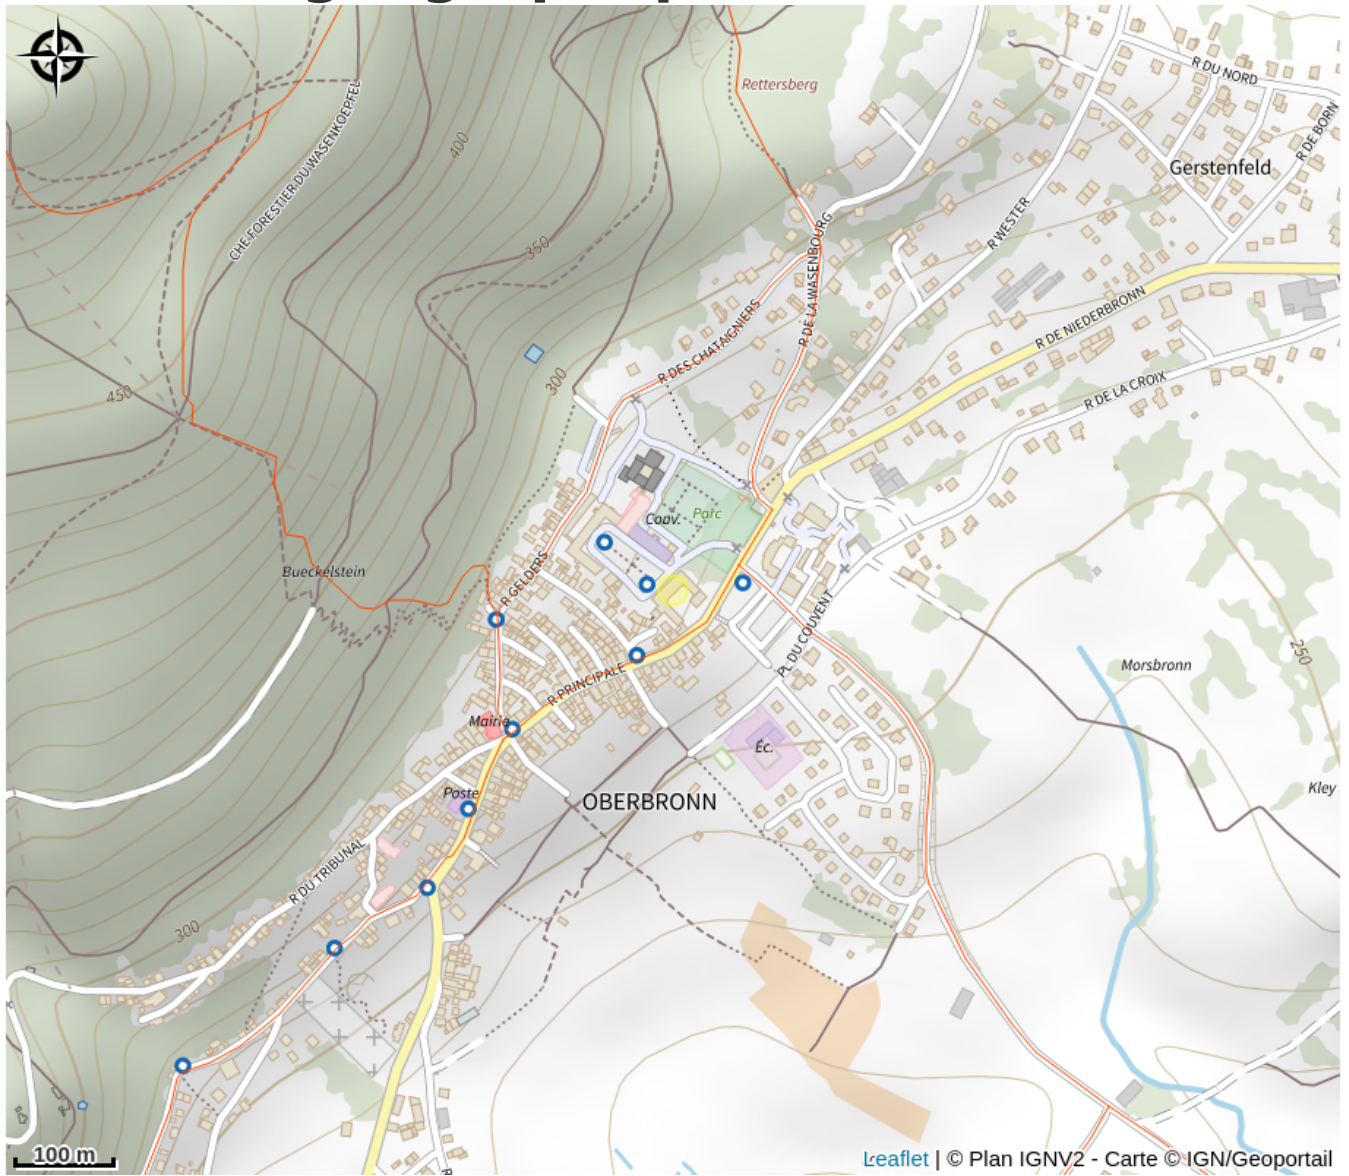 Rettersberg
R DU NORD
R DE BORN
Gerstenfeld
CHE FORESTIER DU WASENKOEPFEL
400
350
R WESTER
R DE LA WASENBOURG
R DE NIEDERBRONN
R DES CHATAIGNIERS
300
450
R DE LA CROIX
Parc
Couv.
Bueckelstein
R GELDERS
PL DU COUVENT
250
Morsbronn
R PRINCIPALE
Mairie
Éc.
Kley
Poste
OBERBRONN
R DU TRIBUNAL
300
100 m
R
Leaflet | © Plan IGNV2 - Carte © IGN/Geoportail